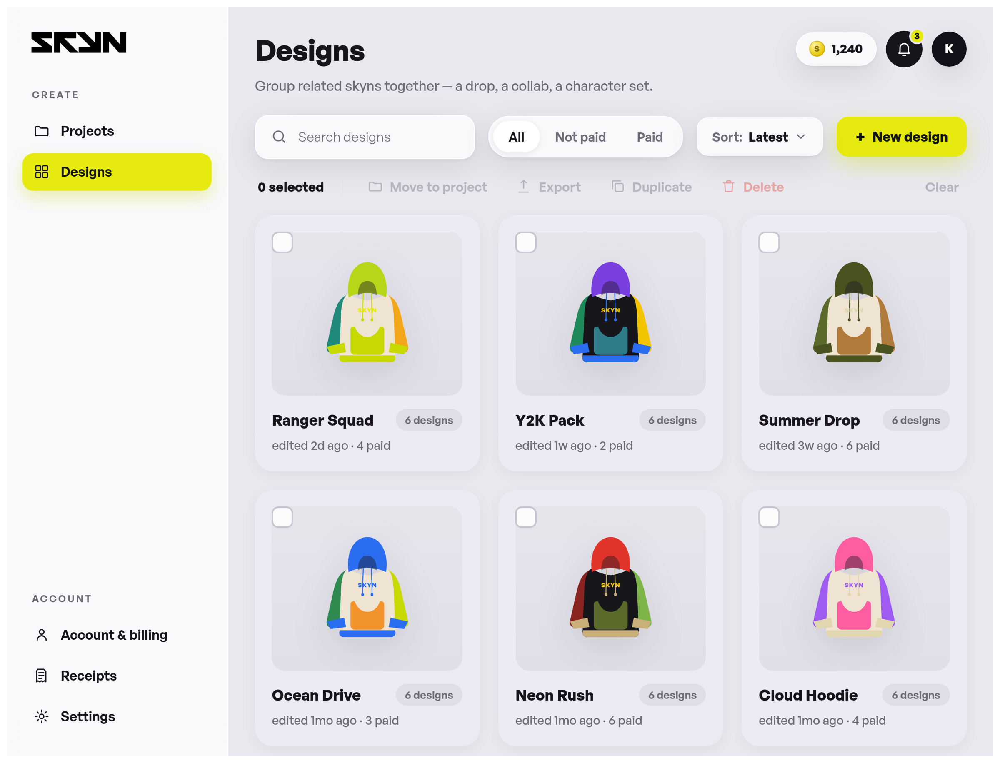 SKYN
CREATE
Projects
Designs
ACCOUNT
Account & billing
Receipts
Settings
Designs
Group related skyns together — a drop, a collab, a character set.
S 1,240
3
K
Search designs
All Not paid Paid
Sort: Latest
+ New design
0 selected Move to project Export Duplicate Delete Clear
SKYN
Ranger Squad 6 designs
edited 2d ago · 4 paid
SKYN
Y2K Pack 6 designs
edited 1w ago · 2 paid
SKYN
Summer Drop 6 designs
edited 3w ago · 6 paid
SKYN
Ocean Drive 6 designs
edited 1mo ago · 3 paid
SKYN
Neon Rush 6 designs
edited 1mo ago · 6 paid
SKYN
Cloud Hoodie 6 designs
edited 1mo ago · 4 paid